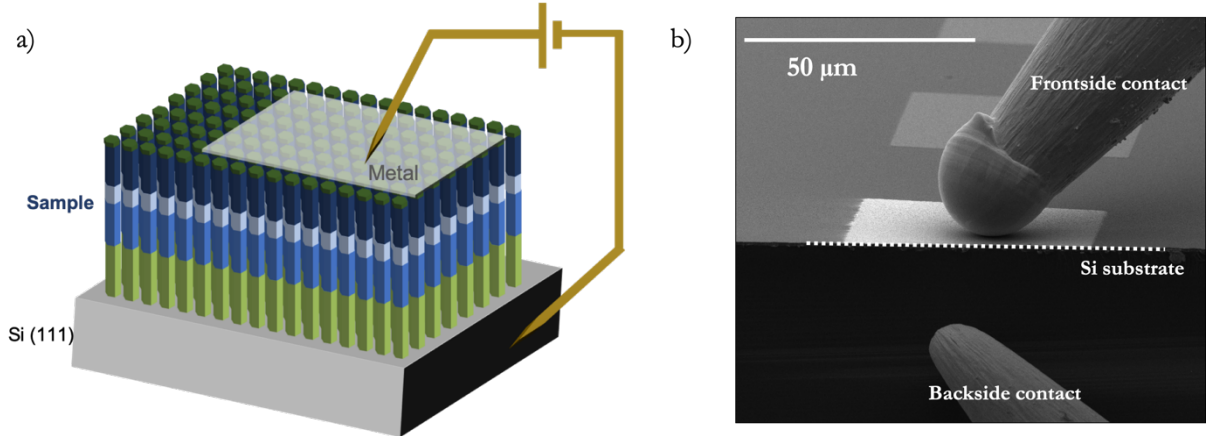 a)
Metal
Sample
Si (111)
b)
50 µm
Frontside contact
Si substrate
Backside contact